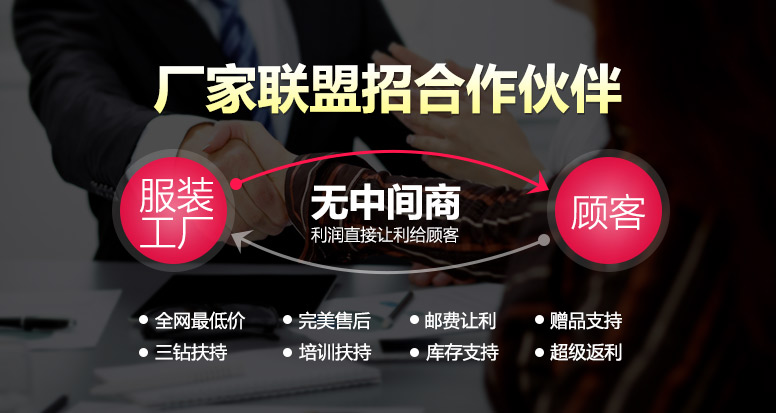 厂家联盟招合作伙伴
服装
工厂
无中间商
利润直接让利给顾客
顾客
全网最低价
完美售后
邮费让利
赠品支持
三钻扶持
培训扶持
库存支持
超级返利